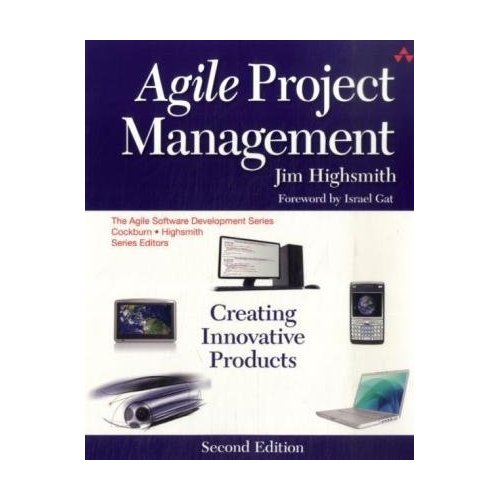 Agile Project
Management
Jim Highsmith
Foreword by Israel Gat
The Agile Software Development Series
Cockburn • Highsmith
Series Editors
Creating
Innovative
Products
Second Edition